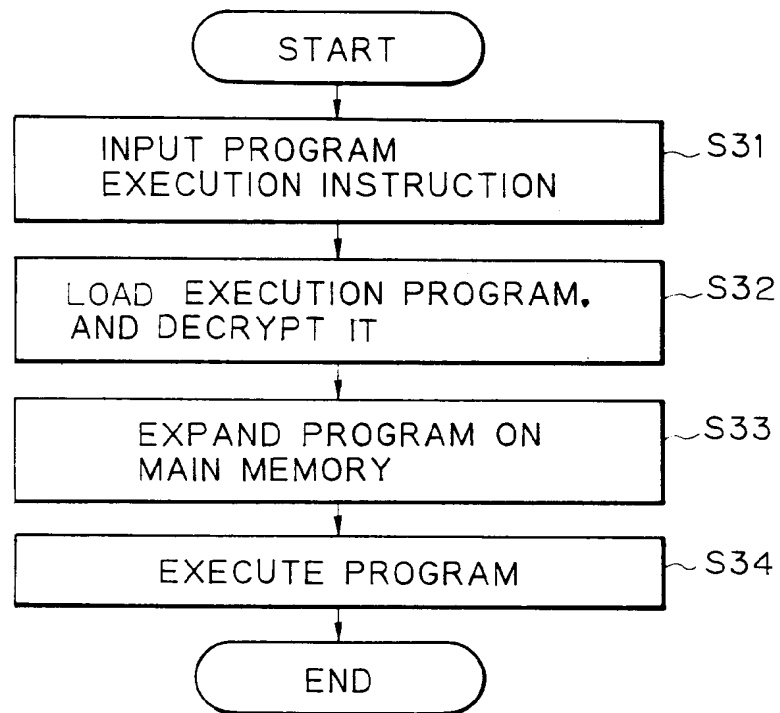 START
INPUT PROGRAM
EXECUTION INSTRUCTION
S31
LOAD EXECUTION PROGRAM.
AND DECRYPT IT
S32
EXPAND PROGRAM ON
MAIN MEMORY
S33
EXECUTE PROGRAM
S34
END